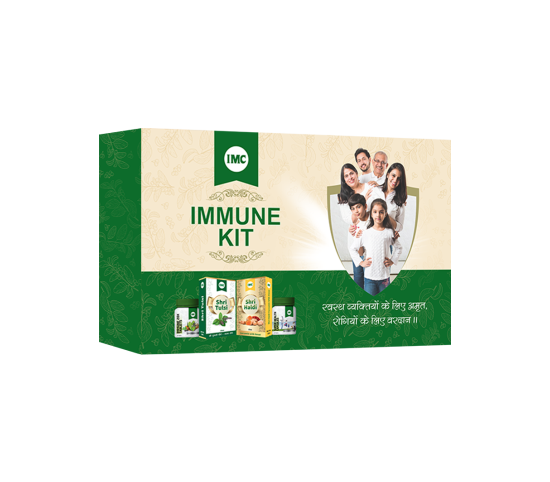 IMC
IMMUNE
KIT
Shri
Tulsi
Shri
Haldi
स्वस्थ व्यक्तियों के लिए अमृत,
रोगियों के लिए वरदान॥